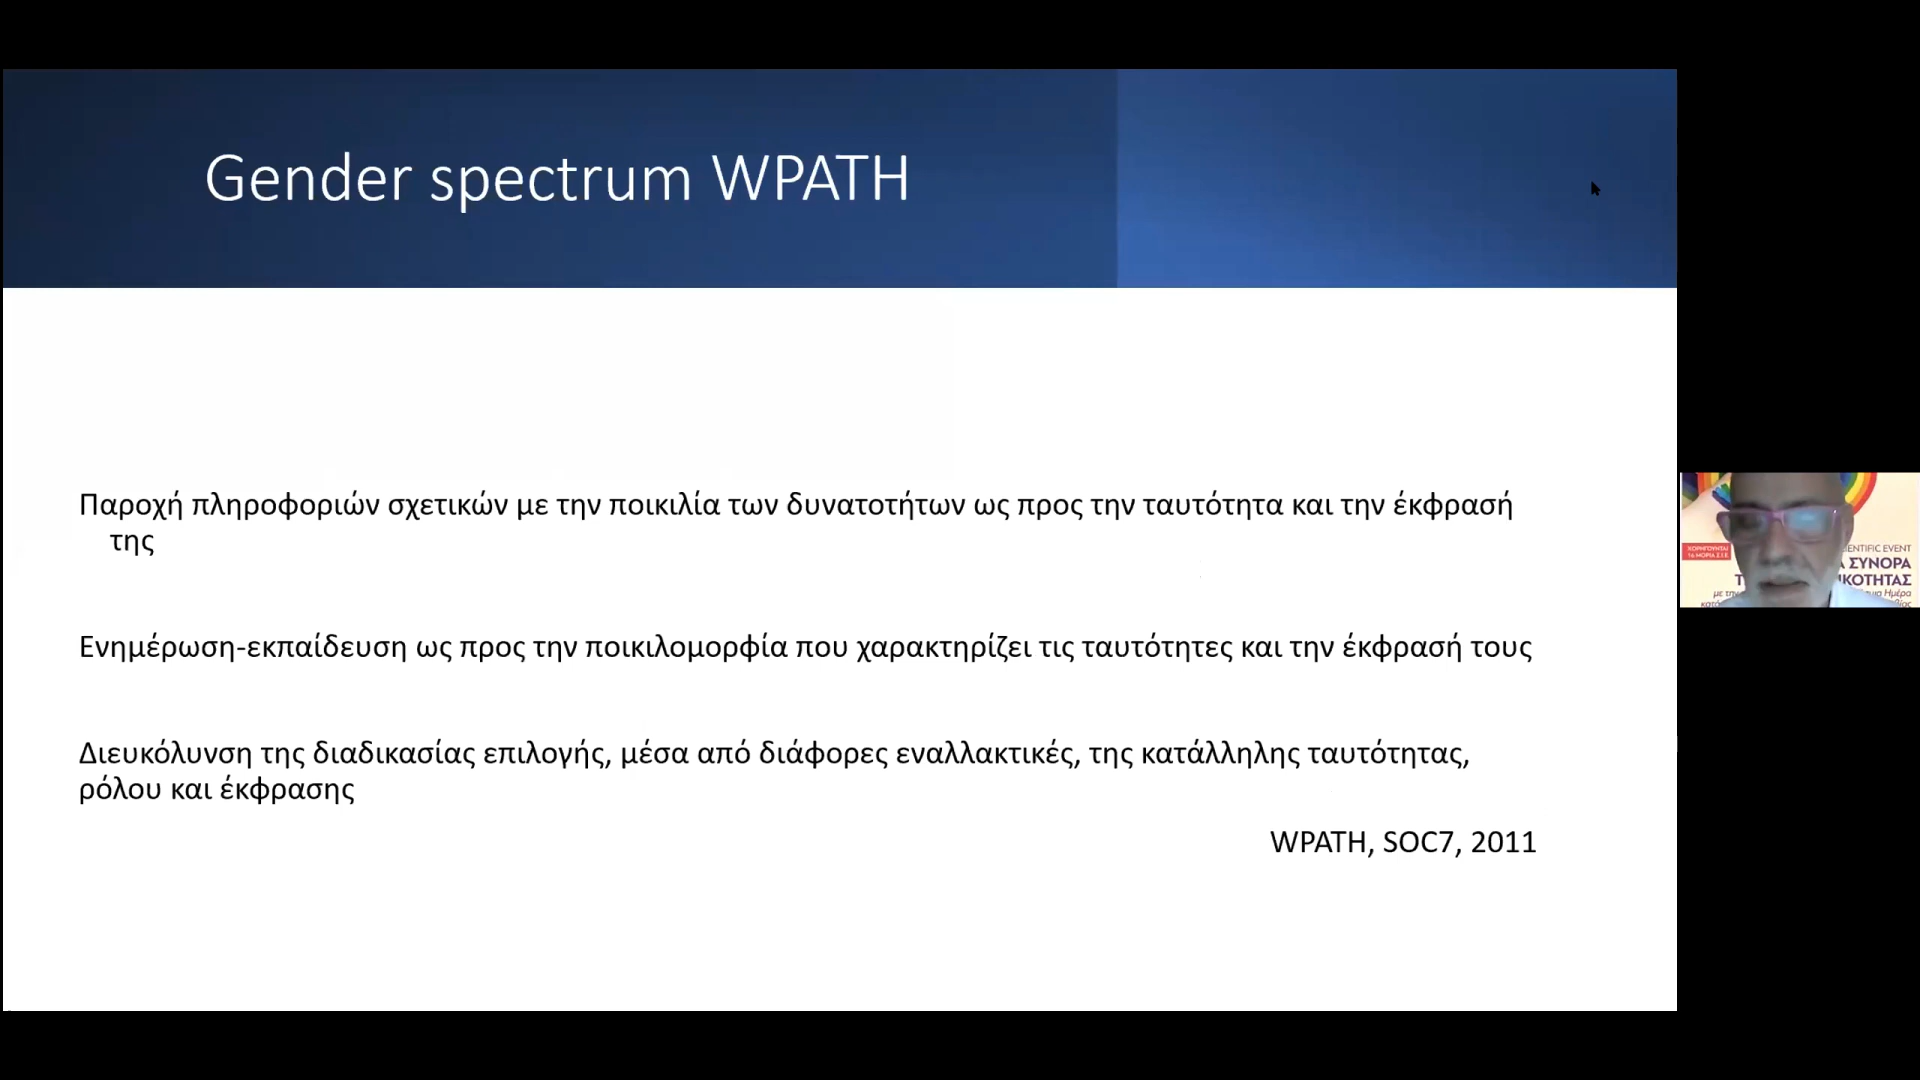 Gender spectrum WPATH
Παροχή πληροφοριών σχετικών με την ποικιλία των δυνατοτήτων ως προς την ταυτότητα και την έκφρασή
της
Ενημέρωση-εκπαίδευση ως προς την ποικιλομορφία που χαρακτηρίζει τις ταυτότητες και την έκφρασή τους
Διευκόλυνση της διαδικασίας επιλογής, μέσα από διάφορες εναλλακτικές, της κατάλληλης ταυτότητας,
ρόλου και έκφρασης
WPATH, SOC7, 2011
ΧΟΡΗΓΟΥΝΤΑΙ
EVENT
ΣΥΝΟΡΑ